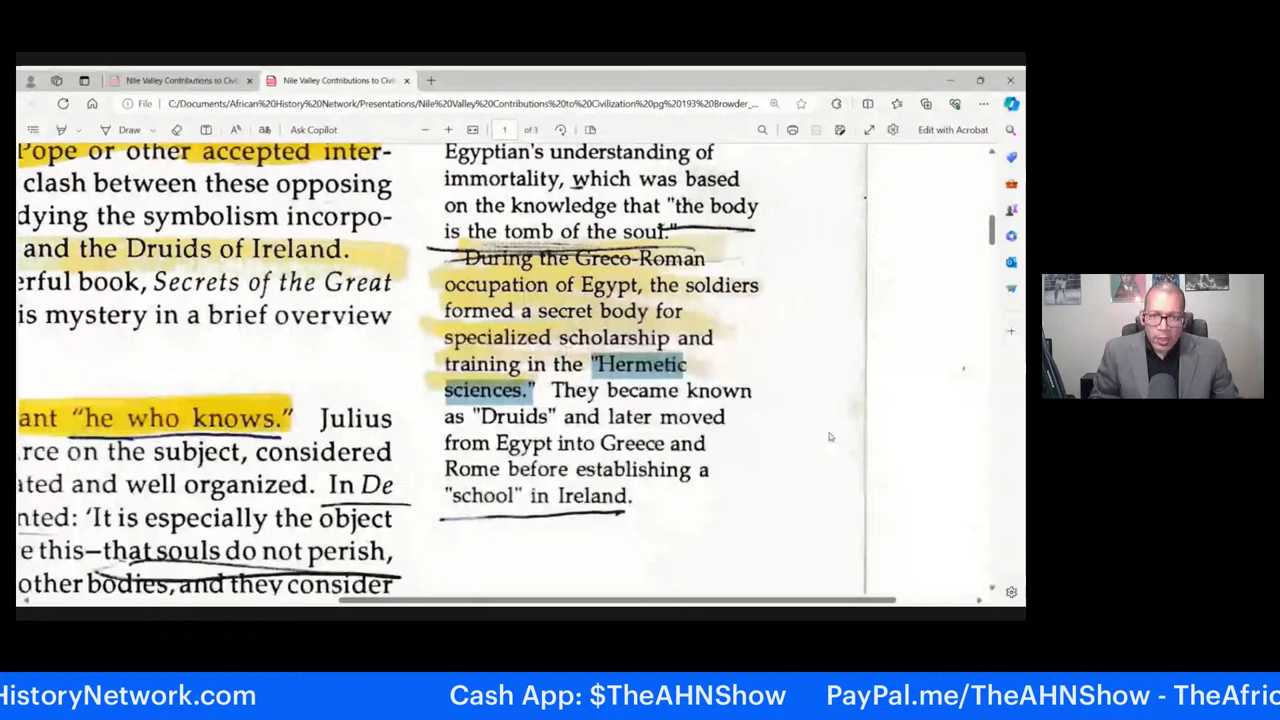 Nile Valley Contributions to Civili
Nile Valley Contributions to Civili
File
C:/Documents/African%20History%20Network/Presentations/Nile%20Valley%20Contributions%20to%20Civilization%20pg%20193%20Browder_...
Draw
Ask Copilot
1
of 3
Edit with Acrobat
Pope or other accepted inter-
clash between these opposing
dying the symbolism incorpo-
and the Druids of Ireland.
erful book, Secrets of the Great
is mystery in a brief overview
ant "he who knows." Julius
rce on the subject, considered
ated and well organized. In De
nted: 'It is especially the object
e this—that souls do not perish,
other bodies, and they consider
Egyptian's understanding of
immortality, which was based
on the knowledge that "the body
is the tomb of the soul."
During the Greco-Roman
occupation of Egypt, the soldiers
formed a secret body for
specialized scholarship and
training in the "Hermetic
sciences." They became known
as "Druids" and later moved
from Egypt into Greece and
Rome before establishing a
"school" in Ireland.
HistoryNetwork.com Cash App: $TheAHNShow PayPal.me/TheAHNShow - TheAfric